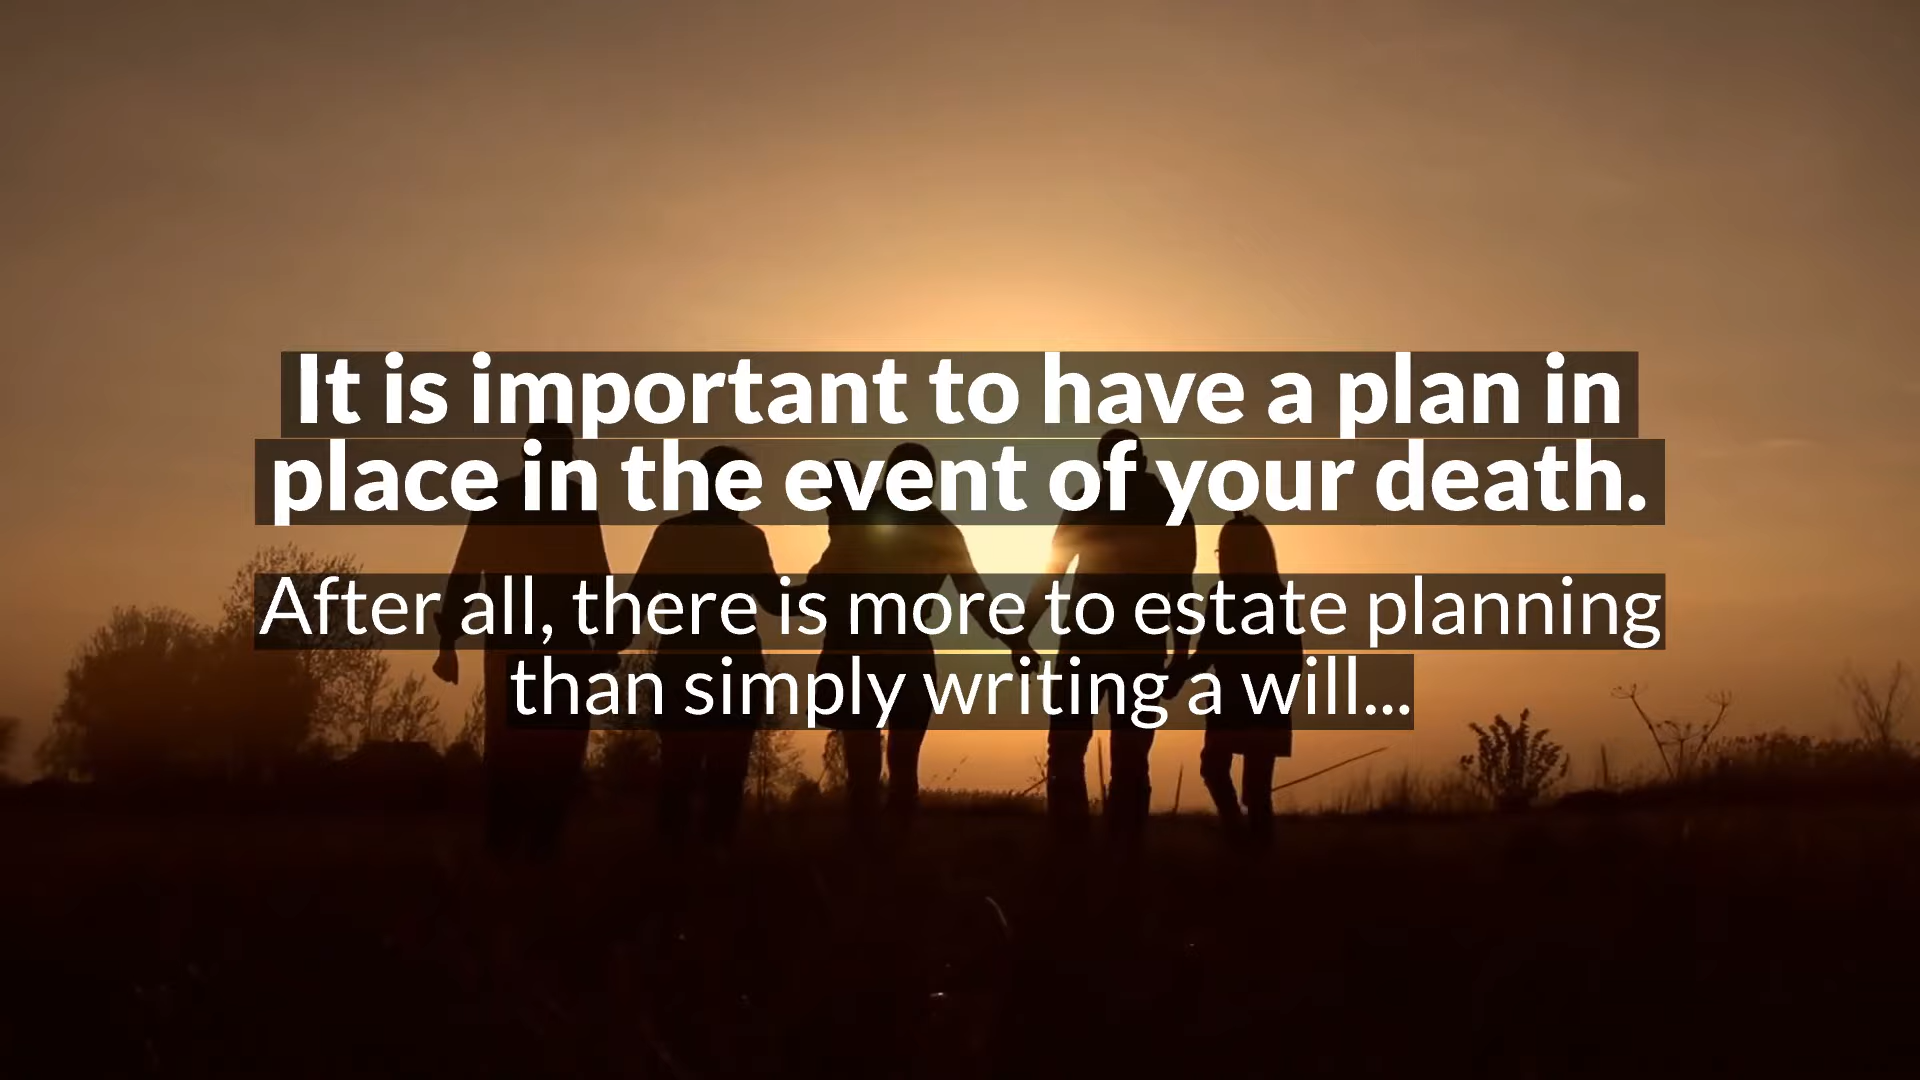 It is important to have a plan in
place in the event of your death.
After all, there is more to estate planning
than simply writing a will...